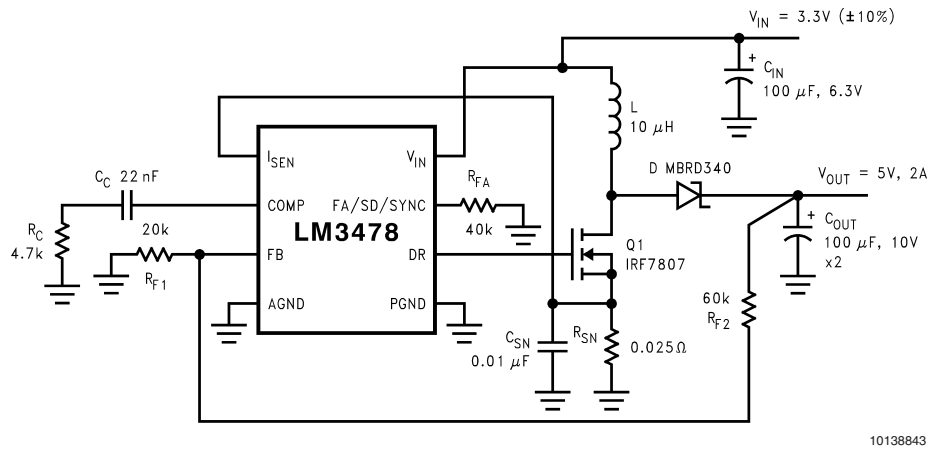 V_IN = 3.3V (±10%)
+
C_IN
100 μF, 6.3V
L
10 μH
I_SEN
V_IN
C_C 22 nF
R_FA
D MBRD340
V_OUT = 5V, 2A
COMP
FA/SD/SYNC
40k
R_C
4.7k
20k
LM3478
+
C_OUT
100 μF, 10V
x2
R_F1
FB
DR
Q1
IRF7807
AGND
PGND
60k
R_F2
C_SN
0.01 μF
R_SN
0.025Ω
10138843